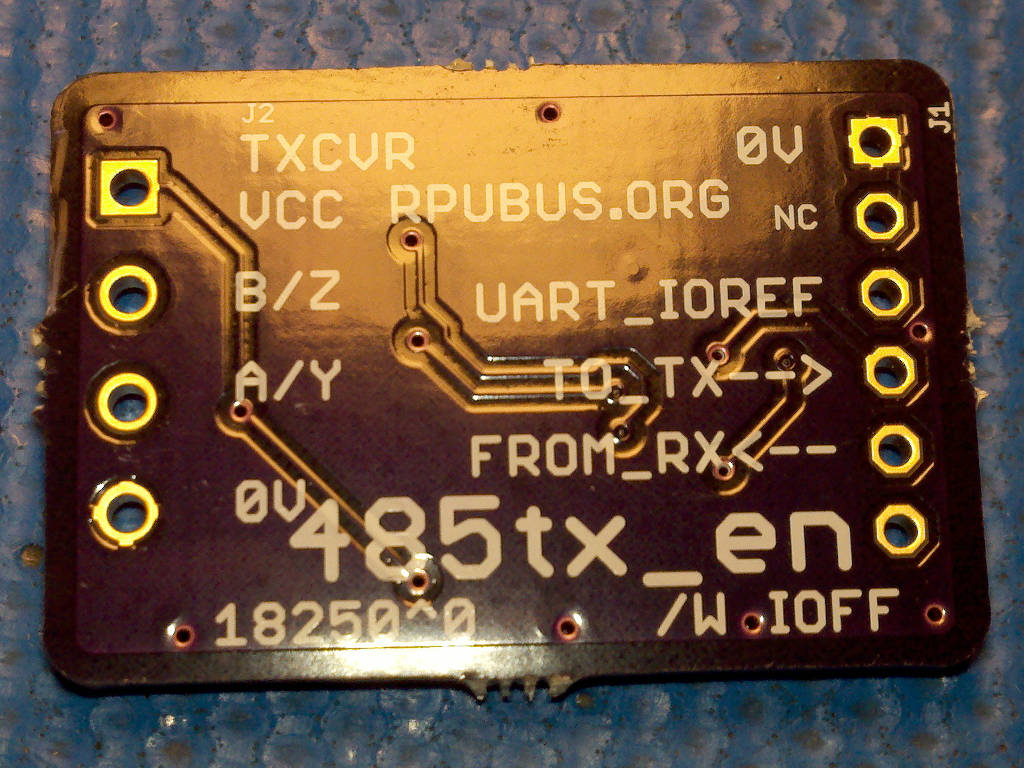 J2
J1
TXCVR
0V
VCC
RPUBUS.ORG
NC
B/Z
UART_IOREF
A/Y
TO_TX-->
FROM_RX<--
0V
485tx_en
18250^0
/W IOFF